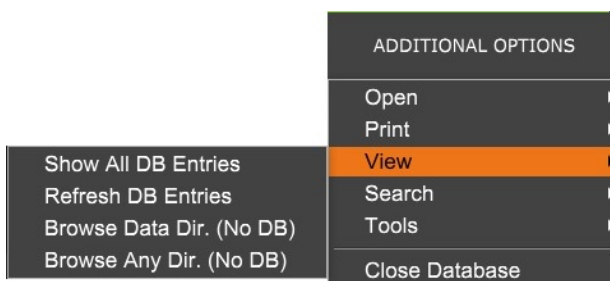 ADDITIONAL OPTIONS
Open
Print
View
Search
Tools
Close Database
Show All DB Entries
Refresh DB Entries
Browse Data Dir. (No DB)
Browse Any Dir. (No DB)